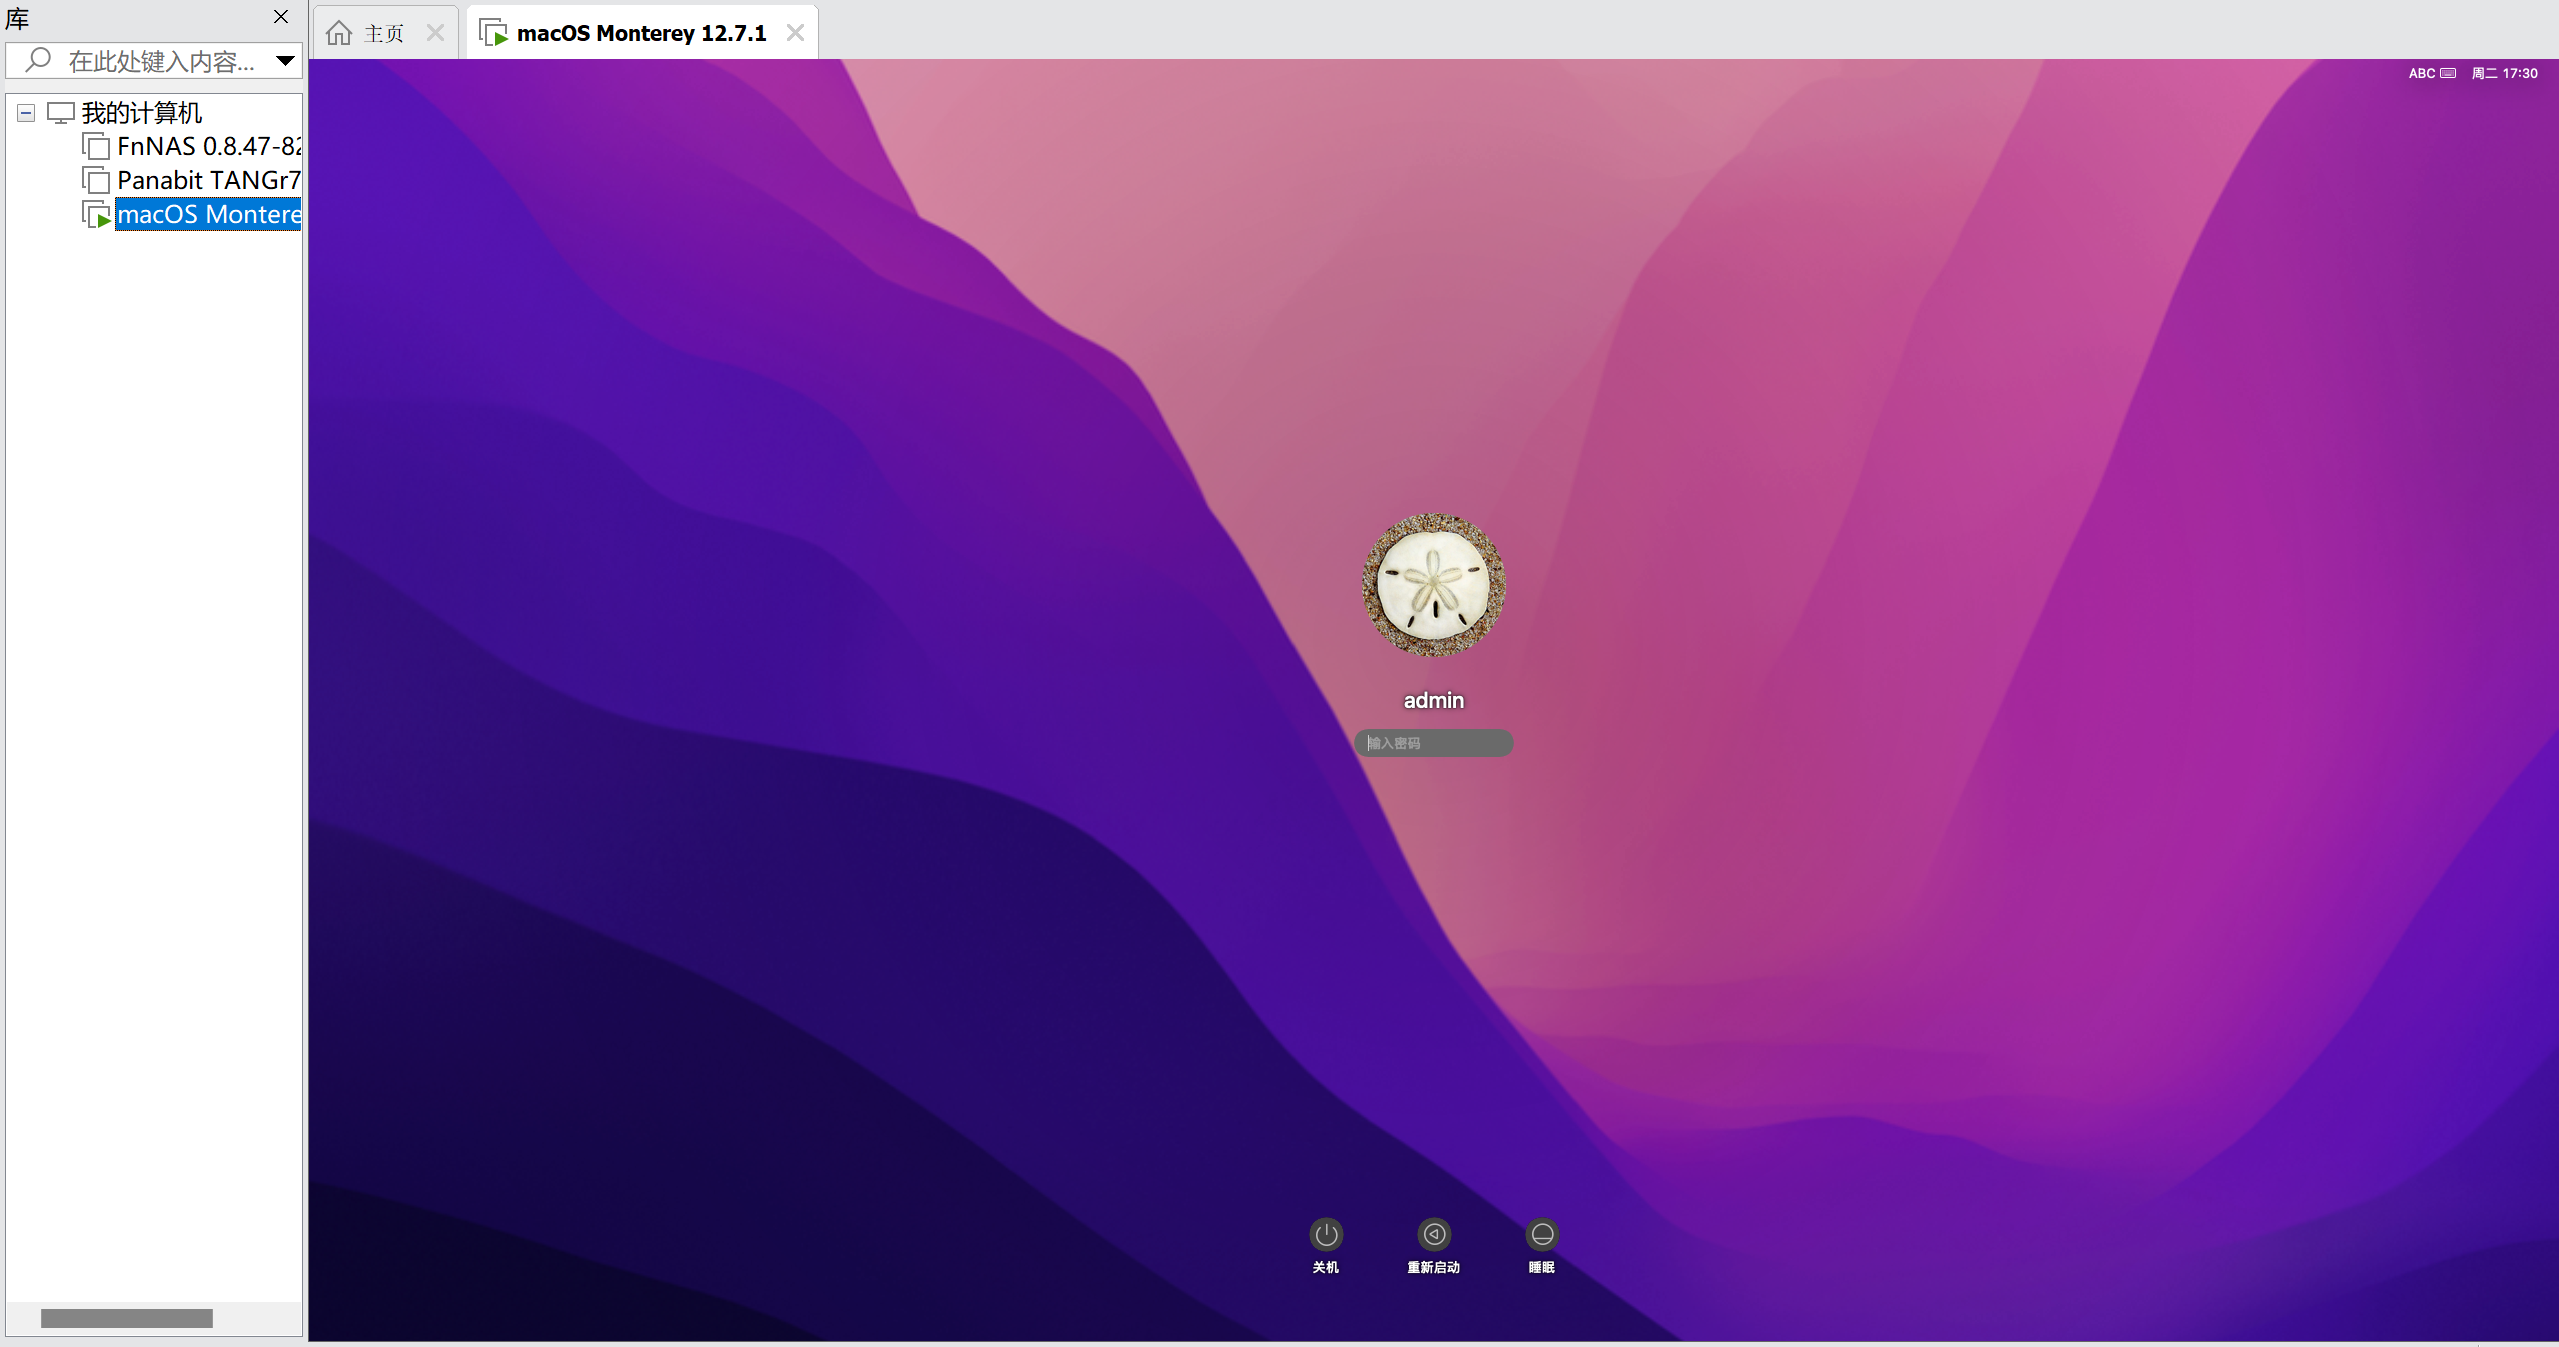 库
在此处键入内容...
我的计算机
FnNAS 0.8.47-82
Panabit TANGr7
macOS Montere
主页
macOS Monterey 12.7.1
ABC 周二 17:30
admin
输入密码
关机
重新启动
睡眠